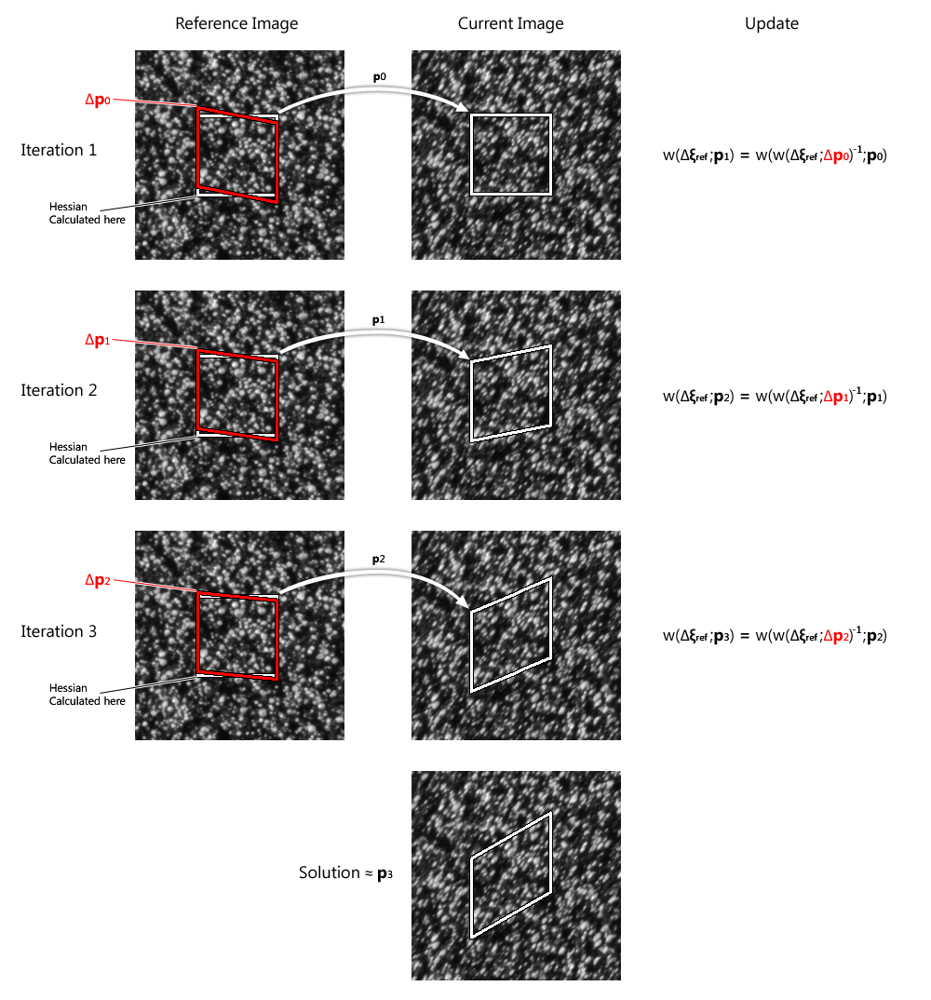 Reference Image
Current Image
Update
Δp0
p0
Iteration 1
w(Δξref;p1) = w(w(Δξref;Δp0)-1;p0)
Hessian
Calculated here
Δp1
p1
Iteration 2
w(Δξref;p2) = w(w(Δξref;Δp1)-1;p1)
Hessian
Calculated here
Δp2
p2
Iteration 3
w(Δξref;p3) = w(w(Δξref;Δp2)-1;p2)
Hessian
Calculated here
Solution ≈ p3